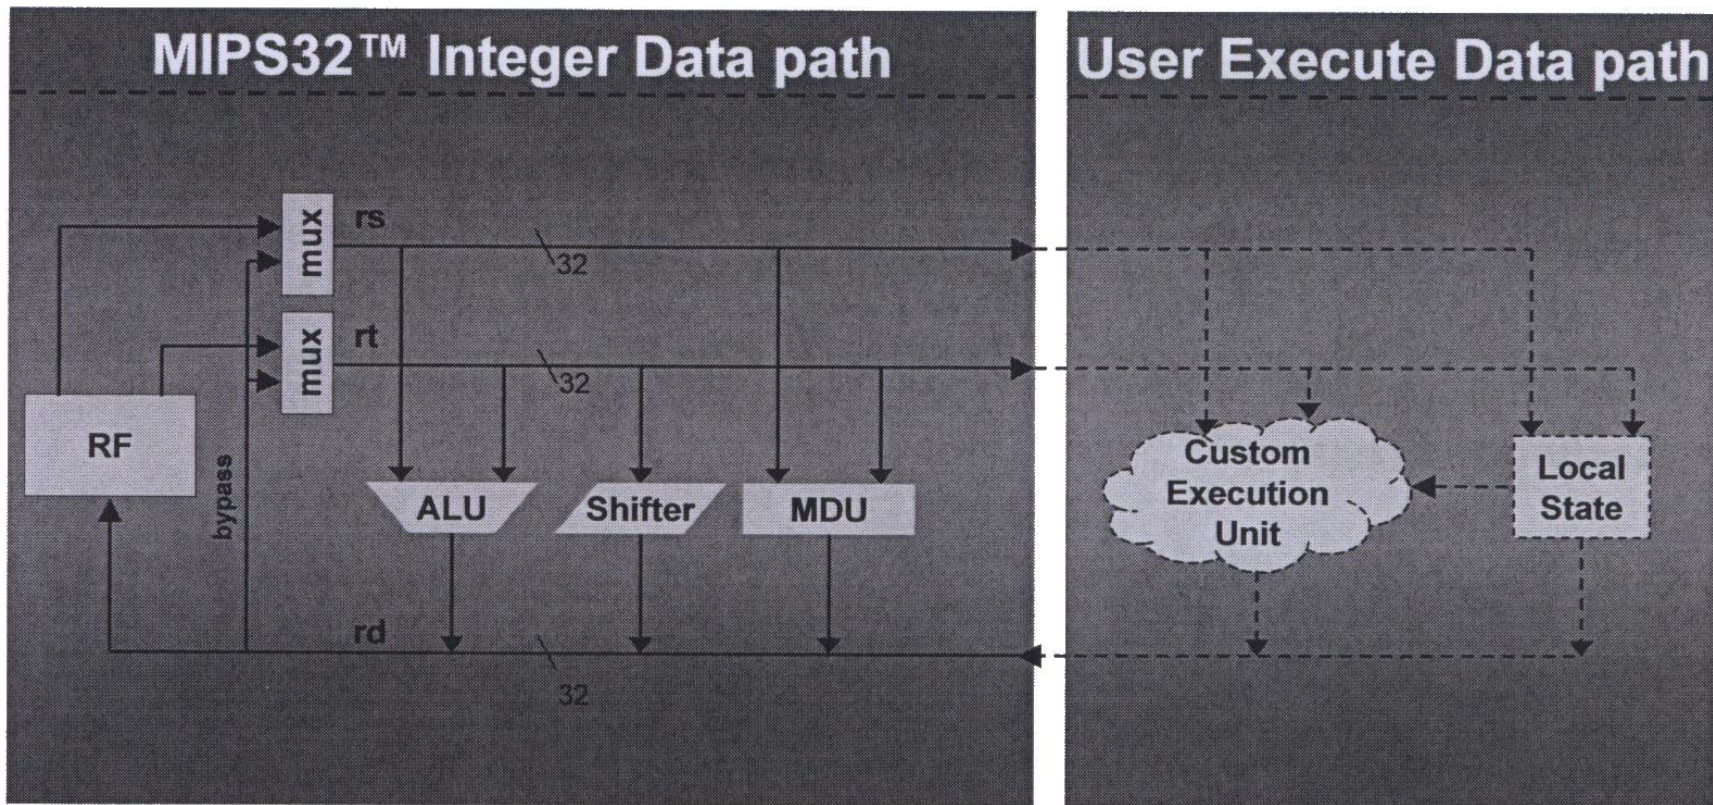 MIPS32™ Integer Data path
User Execute Data path
mux
rs
32
mux
rt
32
RF
bypass
ALU
Shifter
MDU
Custom
Execution
Unit
Local
State
rd
32